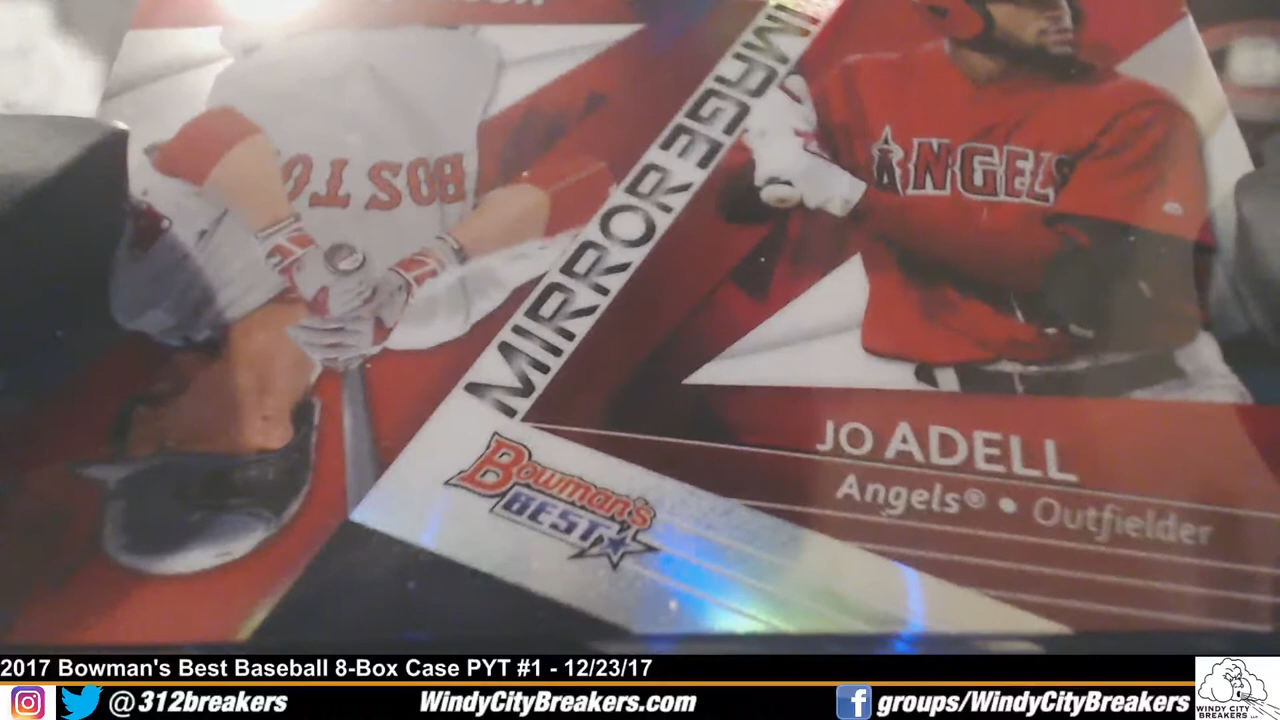 BOSTO
MIRROR IMAGE
ANGELS
JO ADELL
Angels® • Outfielder
Bowman's
BEST
2017 Bowman's Best Baseball 8-Box Case PYT #1 - 12/23/17
@312breakers
WindyCityBreakers.com
f groups/WindyCityBreakers
WINDY CITY
BREAKERS